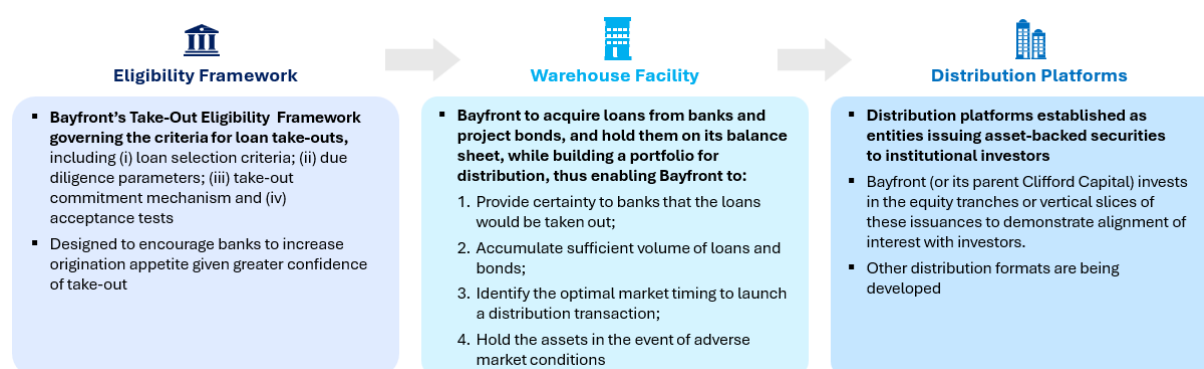 Eligibility Framework
▪ Bayfront's Take-Out Eligibility Framework
governing the criteria for loan take-outs,
including (i) loan selection criteria; (ii) due
diligence parameters; (iii) take-out
commitment mechanism and (iv)
acceptance tests
▪ Designed to encourage banks to increase
origination appetite given greater confidence
of take-out
Warehouse Facility
▪ Bayfront to acquire loans from banks and
project bonds, and hold them on its balance
sheet, while building a portfolio for
distribution, thus enabling Bayfront to:
1. Provide certainty to banks that the loans
would be taken out;
2. Accumulate sufficient volume of loans and
bonds;
3. Identify the optimal market timing to launch
a distribution transaction;
4. Hold the assets in the event of adverse
market conditions
Distribution Platforms
▪ Distribution platforms established as
entities issuing asset-backed securities
to institutional investors
▪ Bayfront (or its parent Clifford Capital) invests
in the equity tranches or vertical slices of
these issuances to demonstrate alignment of
interest with investors.
▪ Other distribution formats are being
developed